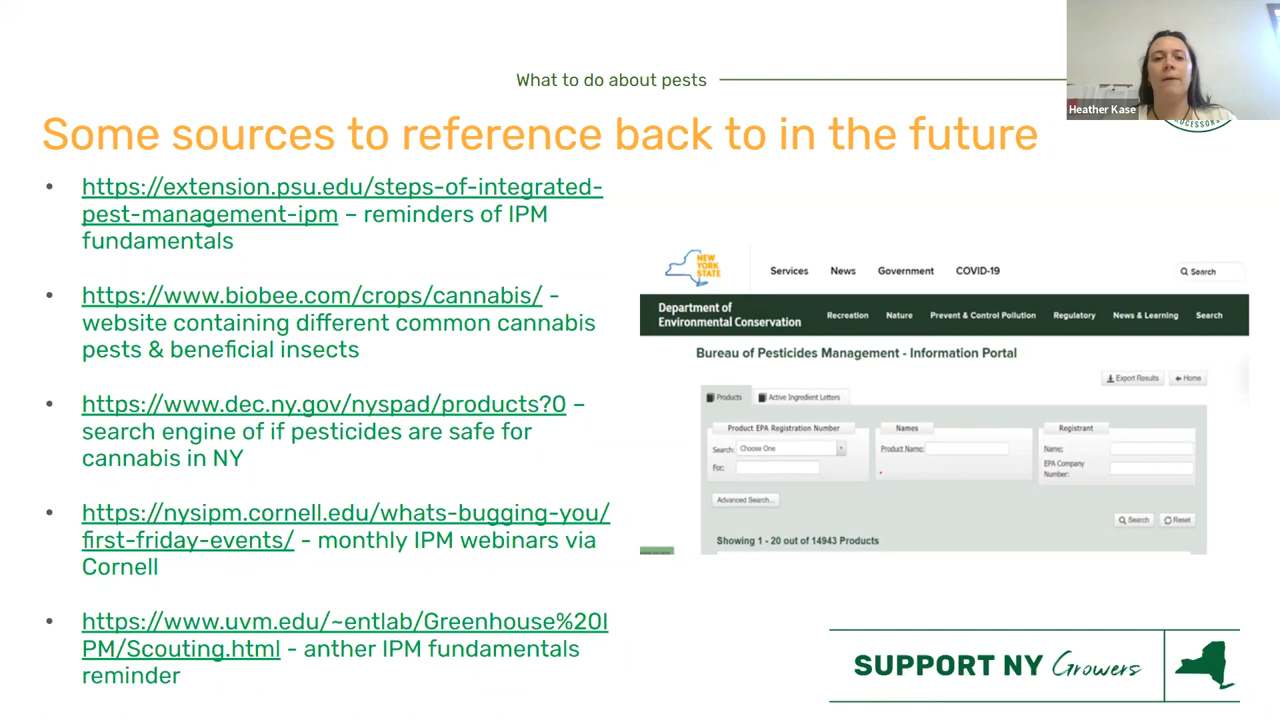 What to do about pests
Heather Kase
Some sources to reference back to in the future
• https://extension.psu.edu/steps-of-integrated-
pest-management-ipm – reminders of IPM
fundamentals
• https://www.biobee.com/crops/cannabis/ -
website containing different common cannabis
pests & beneficial insects
• https://www.dec.ny.gov/nyspad/products?0 –
search engine of if pesticides are safe for
cannabis in NY
• https://nysipm.cornell.edu/whats-bugging-you/
first-friday-events/ - monthly IPM webinars via
Cornell
• https://www.uvm.edu/~entlab/Greenhouse%20I
PM/Scouting.html - anther IPM fundamentals
reminder
NEW
YORK
STATE
Services News Government COVID-19 Search
Department of
Environmental Conservation
Recreation Nature Prevent & Control Pollution Regulatory News & Learning Search
Bureau of Pesticides Management - Information Portal
Export Results Home
Products Active Ingredient Letters
Product EPA Registration Number Names Registrant
Search: Choose One Product Name: Name:
For: EPA Company
Number:
Advanced Search...
Search Reset
Showing 1 - 20 out of 14943 Products
SUPPORT NY Growers